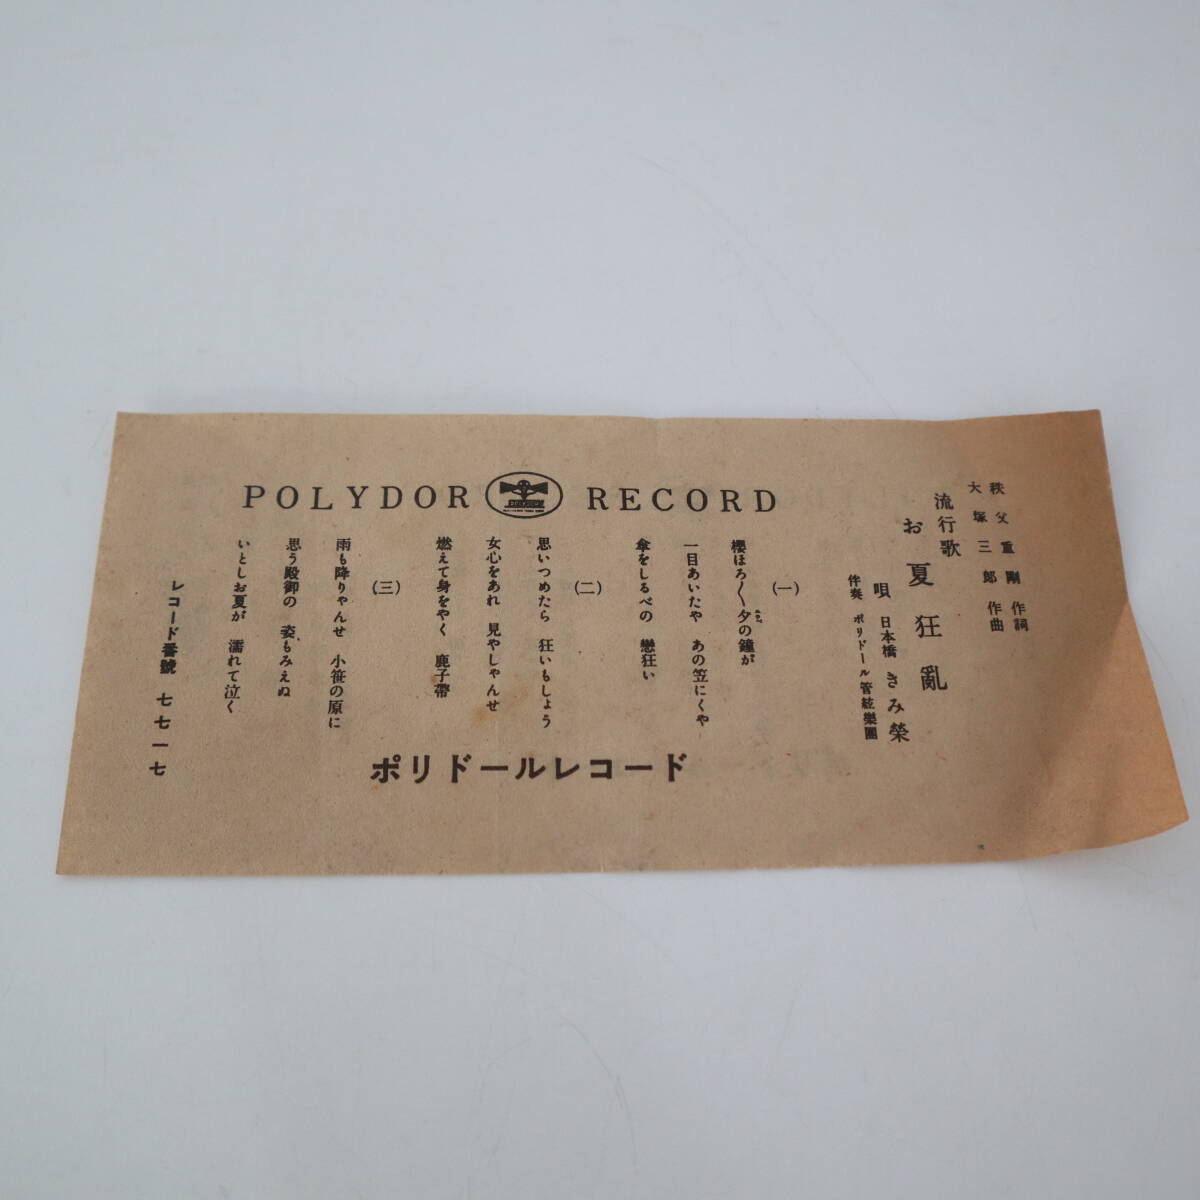 POLYDOR RECORD
秩父重剛 作詞
大塚三郎 作曲
流行歌
お夏狂亂
唄 日本橋 きみ榮
伴奏 ポリドール管絃樂團
(一)
櫻ほろ〱夕の鐘が
一目あいたや あの笠にくや
傘をしるべの 戀狂い
(二)
思いつめたら 狂いもしよう
女心をあれ 見やしやんせ
燃えて身をやく 鹿子帶
(三)
雨も降りやんせ 小笹の原に
思う殿御の 姿もみえぬ
いとしお夏が 濡れて泣く
レコード番號 七七一七
ポリドールレコード